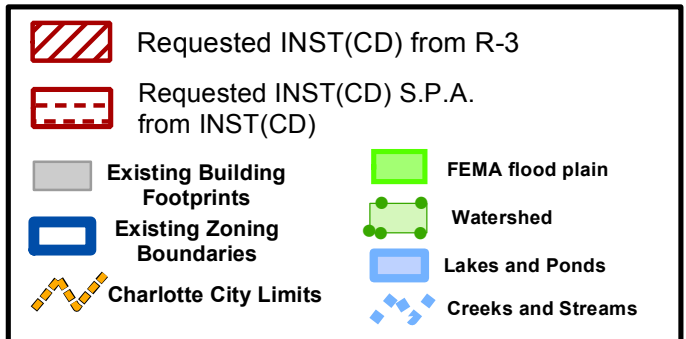 Requested INST(CD) from R-3
Requested INST(CD) S.P.A.
from INST(CD)
Existing Building
Footprints
Existing Zoning
Boundaries
Charlotte City Limits
FEMA flood plain
Watershed
Lakes and Ponds
Creeks and Streams